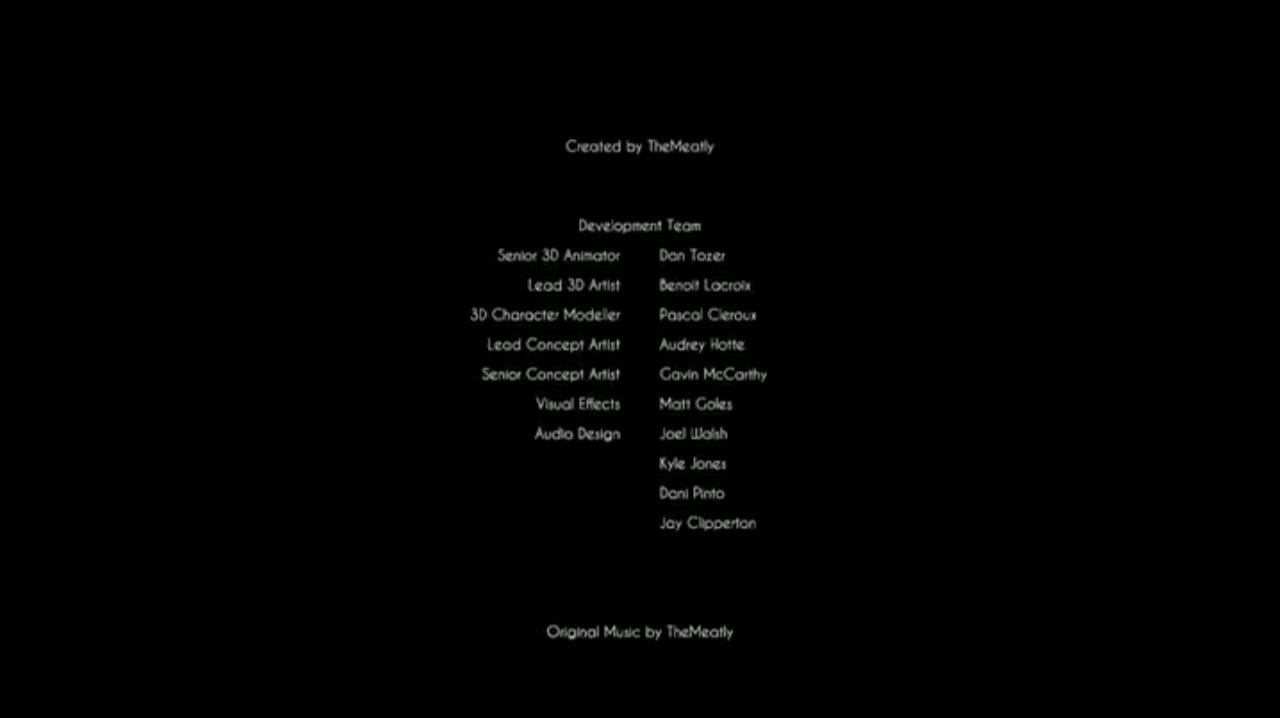 Created by TheMeatly
Development Team
Senior 3D Animator Dan Tozer
Lead 3D Artist Benoit Lacroix
3D Character Modeller Pascal Cleroux
Lead Concept Artist Audrey Hotte
Senior Concept Artist Gavin McCarthy
Visual Effects Matt Goles
Audio Design Joel Walsh
Kyle Jones
Dani Pinto
Jay Clipperton
Original Music by TheMeatly